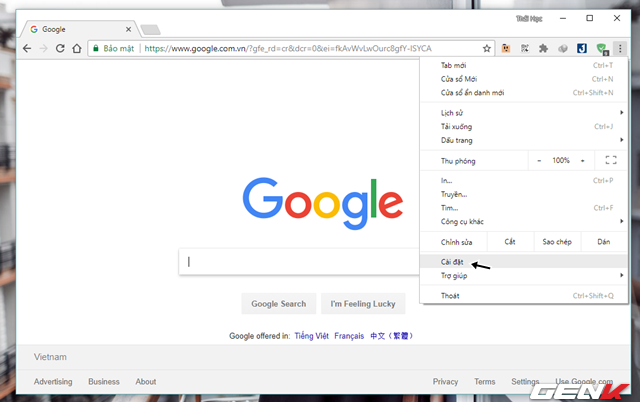 Thái Học
Google
Bảo mật
https://www.google.com.vn/?gfe_rd=cr&dcr=0&ei=fkAvWvLwOurc8gfY-ISYCA
Tab mới Ctrl+T
Cửa sổ Mới Ctrl+N
Cửa sổ ẩn danh mới Ctrl+Shift+N
Lịch sử
Tải xuống Ctrl+J
Dấu trang
Thu phóng - 100% +
In... Ctrl+P
Truyền...
Tìm... Ctrl+F
Công cụ khác
Chỉnh sửa Cắt Sao chép Dán
Cài đặt
Trợ giúp
Thoát Ctrl+Shift+Q
Google
Google Search I'm Feeling Lucky
Google offered in: Tiếng Việt Français 中文（繁體）
Vietnam
Advertising Business About Privacy Terms Settings Use Google.com
GENK